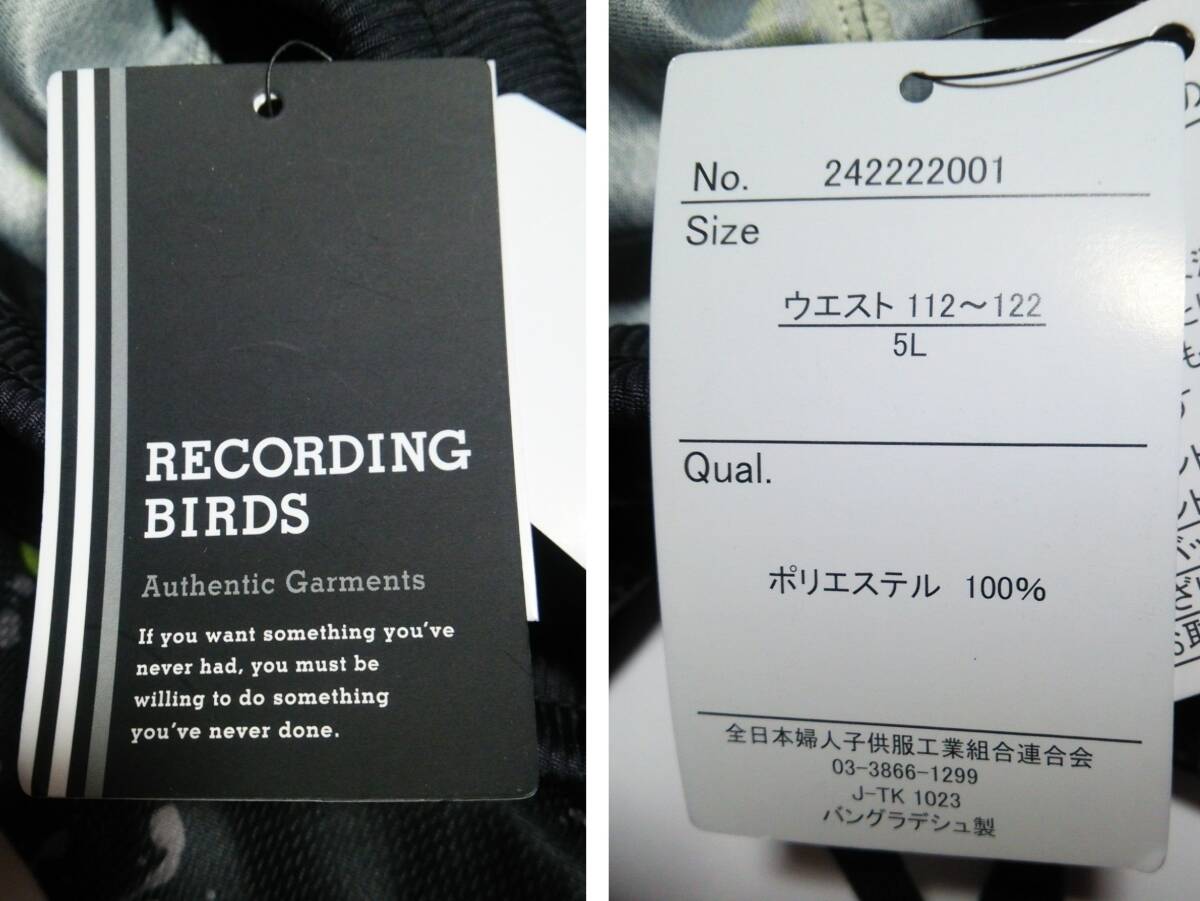 RECORDING
BIRDS
Authentic Garments
If you want something you've
never had, you must be
willing to do something
you've never done.
No. 242222001
Size
ウエスト 112～122
5L
Qual.
ポリエステル 100%
全日本婦人子供服工業組合連合会
03-3866-1299
J-TK 1023
バングラデシュ製